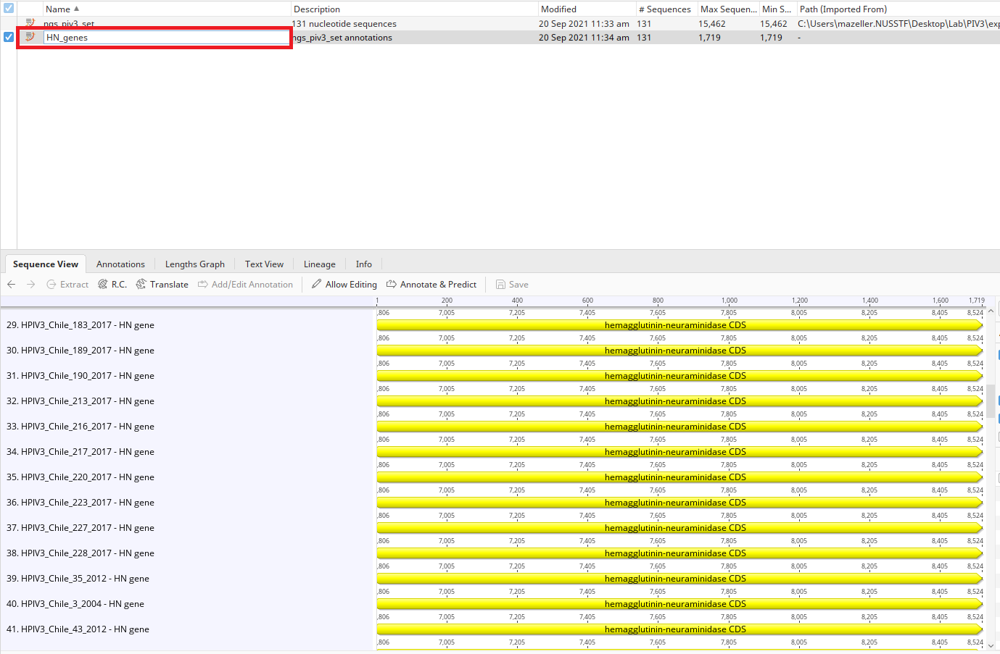 Name Description Modified # Sequences Max Sequen... Min S... Path (Imported From)
ngs_piv3_set 131 nucleotide sequences 20 Sep 2021 11:33 am 131 15,462 15,462 C:\Users\mazeller.NUSSTF\Desktop\Lab\PIV3\exp
HN_genes ngs_piv3_set annotations 20 Sep 2021 11:34 am 131 1,719 1,719 -
Sequence View Annotations Lengths Graph Text View Lineage Info
Extract R.C. Translate Add/Edit Annotation Allow Editing Annotate & Predict Save
1 200 400 600 800 1,000 1,200 1,400 1,600 1,719
,806 7,005 7,205 7,405 7,605 7,805 8,005 8,205 8,405 8,524
29. HPIV3_Chile_183_2017 - HN gene hemagglutinin-neuraminidase CDS
,806 7,005 7,205 7,405 7,605 7,805 8,005 8,205 8,405 8,524
30. HPIV3_Chile_189_2017 - HN gene hemagglutinin-neuraminidase CDS
,806 7,005 7,205 7,405 7,605 7,805 8,005 8,205 8,405 8,524
31. HPIV3_Chile_190_2017 - HN gene hemagglutinin-neuraminidase CDS
,806 7,005 7,205 7,405 7,605 7,805 8,005 8,205 8,405 8,524
32. HPIV3_Chile_213_2017 - HN gene hemagglutinin-neuraminidase CDS
,806 7,005 7,205 7,405 7,605 7,805 8,005 8,205 8,405 8,524
33. HPIV3_Chile_216_2017 - HN gene hemagglutinin-neuraminidase CDS
,806 7,005 7,205 7,405 7,605 7,805 8,005 8,205 8,405 8,524
34. HPIV3_Chile_217_2017 - HN gene hemagglutinin-neuraminidase CDS
,806 7,005 7,205 7,405 7,605 7,805 8,005 8,205 8,405 8,524
35. HPIV3_Chile_220_2017 - HN gene hemagglutinin-neuraminidase CDS
,806 7,005 7,205 7,405 7,605 7,805 8,005 8,205 8,405 8,524
36. HPIV3_Chile_223_2017 - HN gene hemagglutinin-neuraminidase CDS
,806 7,005 7,205 7,405 7,605 7,805 8,005 8,205 8,405 8,524
37. HPIV3_Chile_227_2017 - HN gene hemagglutinin-neuraminidase CDS
,806 7,005 7,205 7,405 7,605 7,805 8,005 8,205 8,405 8,524
38. HPIV3_Chile_228_2017 - HN gene hemagglutinin-neuraminidase CDS
,806 7,005 7,205 7,405 7,605 7,805 8,005 8,205 8,405 8,524
39. HPIV3_Chile_35_2012 - HN gene hemagglutinin-neuraminidase CDS
,806 7,005 7,205 7,405 7,605 7,805 8,005 8,205 8,405 8,524
40. HPIV3_Chile_3_2004 - HN gene hemagglutinin-neuraminidase CDS
,806 7,005 7,205 7,405 7,605 7,805 8,005 8,205 8,405 8,524
41. HPIV3_Chile_43_2012 - HN gene hemagglutinin-neuraminidase CDS
,806 7,005 7,205 7,405 7,605 7,805 8,005 8,205 8,405 8,524